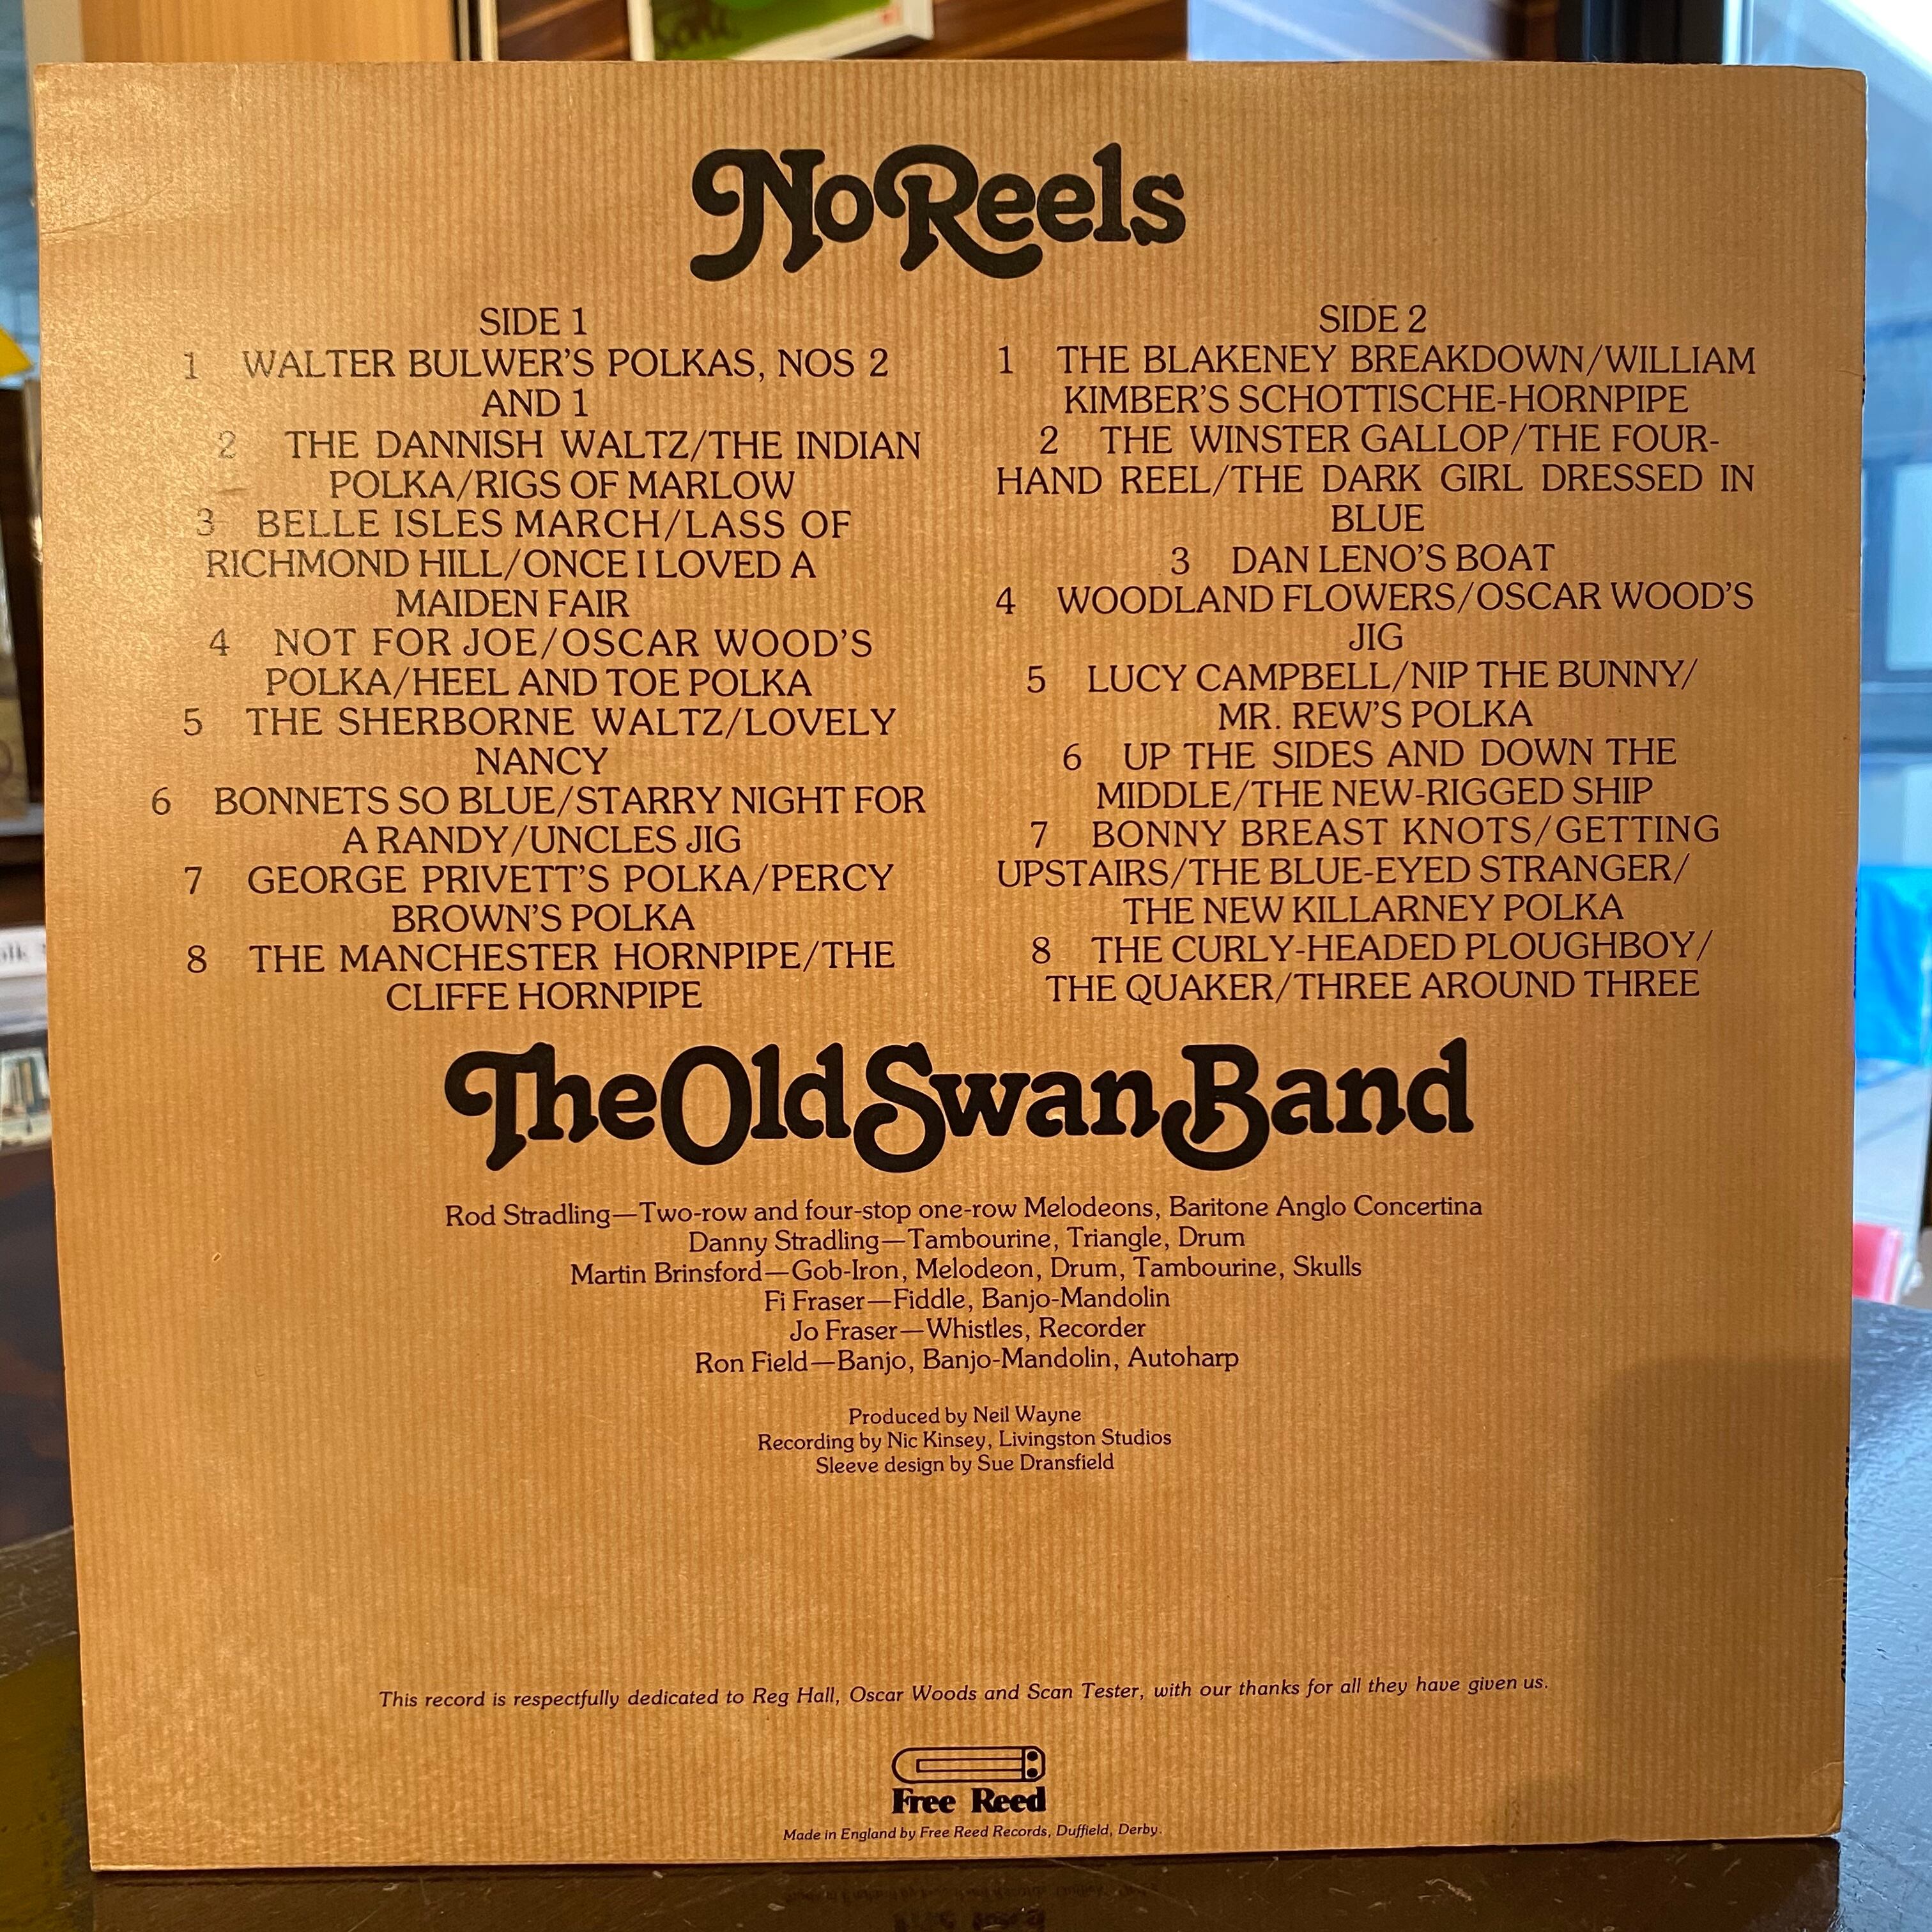 No Reels
SIDE 1
1 WALTER BULWER'S POLKAS, NOS 2
AND 1
2 THE DANNISH WALTZ/THE INDIAN
POLKA/RIGS OF MARLOW
3 BELLE ISLES MARCH/LASS OF
RICHMOND HILL/ONCE I LOVED A
MAIDEN FAIR
4 NOT FOR JOE/OSCAR WOOD'S
POLKA/HEEL AND TOE POLKA
5 THE SHERBORNE WALTZ/LOVELY
NANCY
6 BONNETS SO BLUE/STARRY NIGHT FOR
A RANDY/UNCLES JIG
7 GEORGE PRIVETT'S POLKA/PERCY
BROWN'S POLKA
8 THE MANCHESTER HORNPIPE/THE
CLIFFE HORNPIPE
SIDE 2
1 THE BLAKENEY BREAKDOWN/WILLIAM
KIMBER'S SCHOTTISCHE-HORNPIPE
2 THE WINSTER GALLOP/THE FOUR-
HAND REEL/THE DARK GIRL DRESSED IN
BLUE
3 DAN LENO'S BOAT
4 WOODLAND FLOWERS/OSCAR WOOD'S
JIG
5 LUCY CAMPBELL/NIP THE BUNNY/
MR. REW'S POLKA
6 UP THE SIDES AND DOWN THE
MIDDLE/THE NEW-RIGGED SHIP
7 BONNY BREAST KNOTS/GETTING
UPSTAIRS/THE BLUE-EYED STRANGER/
THE NEW KILLARNEY POLKA
8 THE CURLY-HEADED PLOUGHBOY/
THE QUAKER/THREE AROUND THREE
The Old Swan Band
Rod Stradling—Two-row and four-stop one-row Melodeons, Baritone Anglo Concertina
Danny Stradling—Tambourine, Triangle, Drum
Martin Brinsford—Gob-Iron, Melodeon, Drum, Tambourine, Skulls
Fi Fraser—Fiddle, Banjo-Mandolin
Jo Fraser—Whistles, Recorder
Ron Field—Banjo, Banjo-Mandolin, Autoharp
Produced by Neil Wayne
Recording by Nic Kinsey, Livingston Studios
Sleeve design by Sue Dransfield
This record is respectfully dedicated to Reg Hall, Oscar Woods and Scan Tester, with our thanks for all they have given us.
Free Reed
Made in England by Free Reed Records, Duffield, Derby.